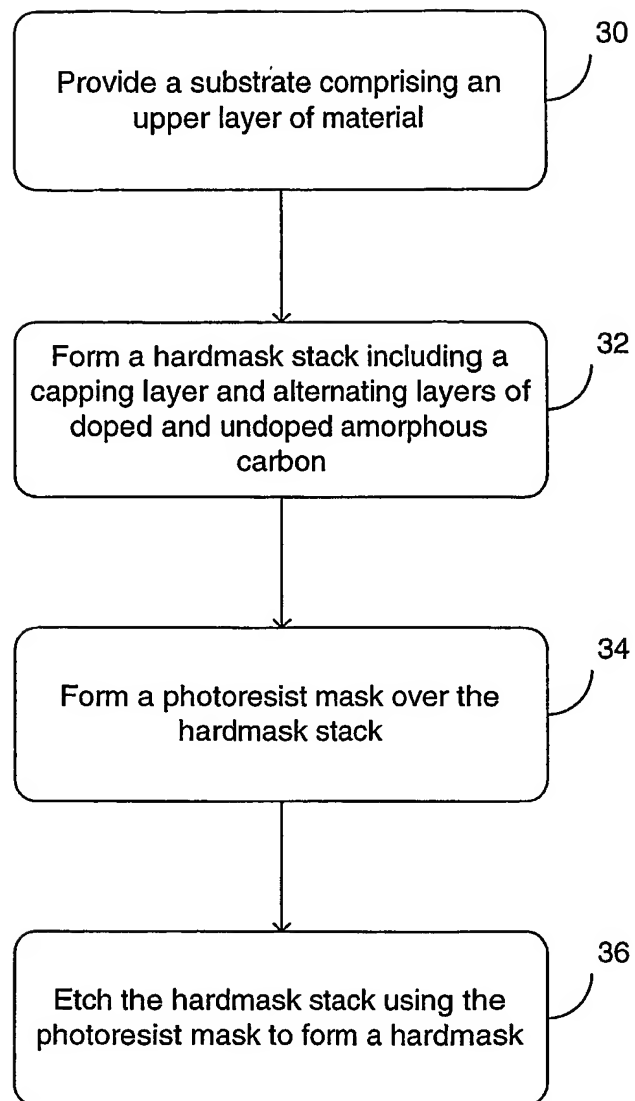 30
Provide a substrate comprising an
upper layer of material
32
Form a hardmask stack including a
capping layer and alternating layers of
doped and undoped amorphous
carbon
34
Form a photoresist mask over the
hardmask stack
36
Etch the hardmask stack using the
photoresist mask to form a hardmask